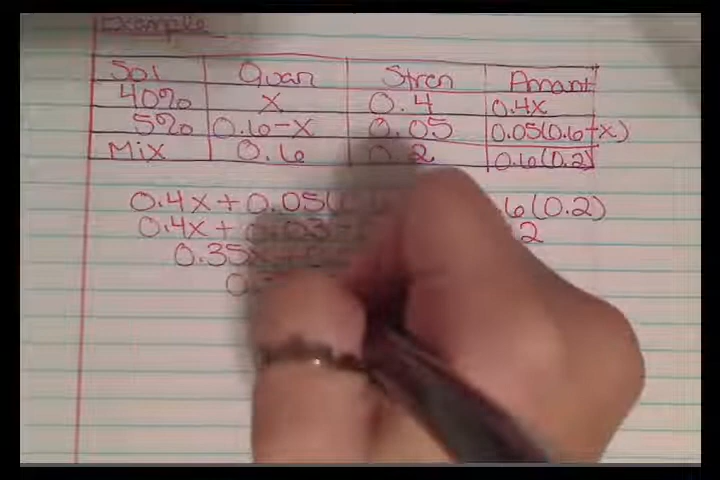 Example
Sol Quan Stren Amant
40% x 0.4 0.4x
5% 0.6-x 0.05 0.05(0.6-x)
Mix 0.6 0.2 0.6(0.2)
0.4x + 0.05( 6(0.2)
0.4x + 0.03 2
0.35x